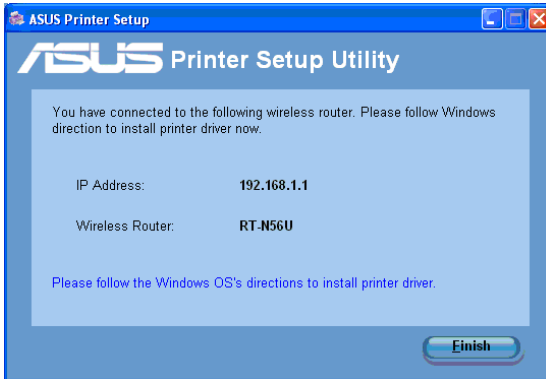 ASUS Printer Setup
ASUS Printer Setup Utility
You have connected to the following wireless router. Please follow Windows
direction to install printer driver now.
IP Address: 192.168.1.1
Wireless Router: RT-N56U
Please follow the Windows OS's directions to install printer driver.
Finish